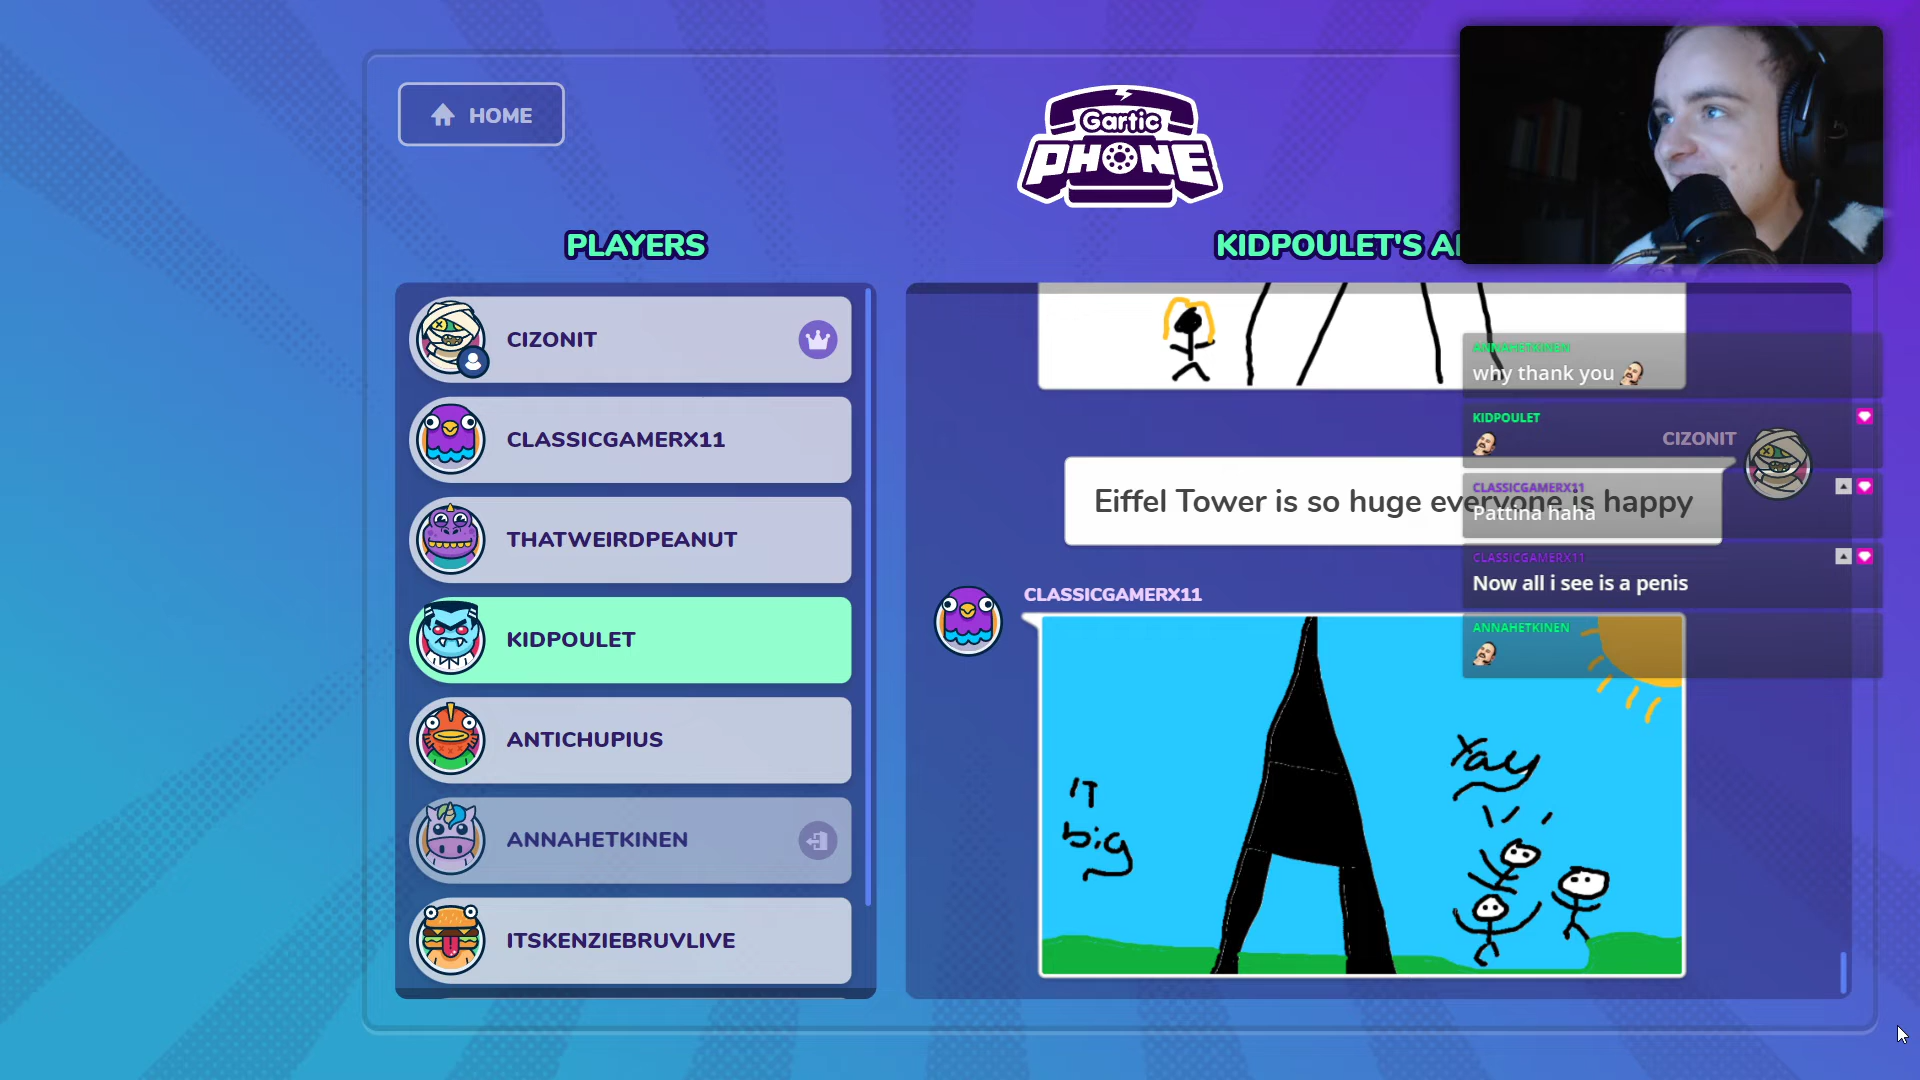 HOME
Gartic
PHONE
PLAYERS
KIDPOULET'S
CIZONIT
CLASSICGAMERX11
THATWEIRDPEANUT
KIDPOULET
ANTICHUPIUS
ANNAHETKINEN
ITSKENZIEBRUVLIVE
CIZONIT
Eiffel Tower is so huge everyone is happy
CLASSICGAMERX11
IT
big
Yay
ANNAHETKINEN
why thank you
KIDPOULET
CLASSICGAMERX11
Pattina haha
CLASSICGAMERX11
Now all i see is a penis
ANNAHETKINEN